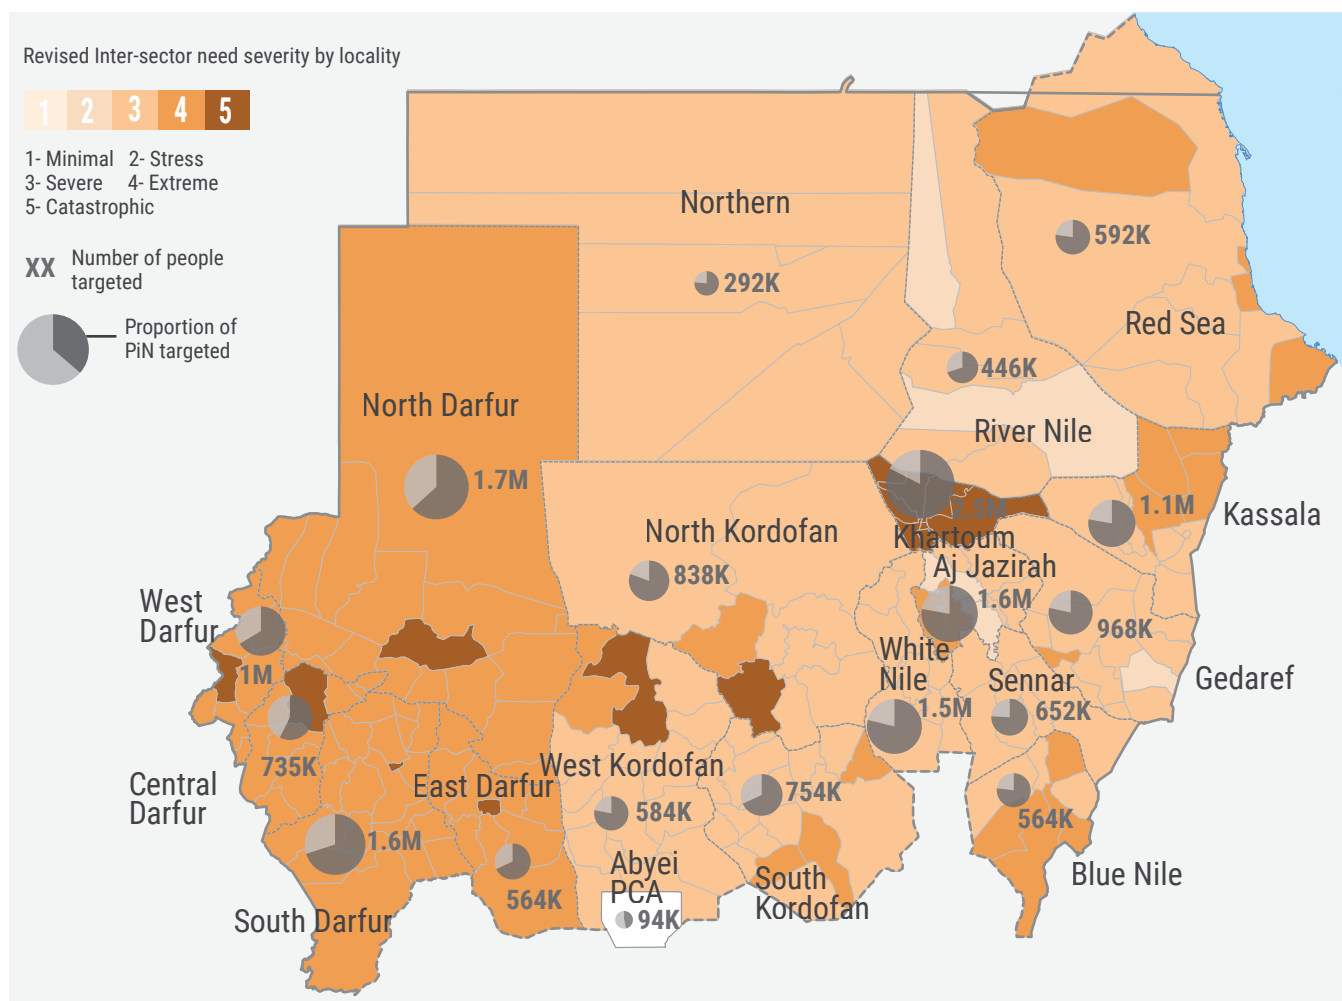 Revised Inter-sector need severity by locality
1 2 3 4 5
1- Minimal 2- Stress
3- Severe 4- Extreme
5- Catastrophic
XX Number of people
targeted
Proportion of
PiN targeted
Northern
292K
592K
Red Sea
446K
River Nile
North Darfur
1.7M
2.5M
1.1M
Kassala
North Kordofan
838K
Khartoum
Aj Jazirah
1.6M
968K
West
Darfur
1M
White
Nile
1.5M
Sennar
652K
Gedaref
735K
Central
Darfur
East Darfur
West Kordofan
584K
754K
564K
Blue Nile
1.6M
564K
South Darfur
Abyei
PCA
94K
South
Kordofan